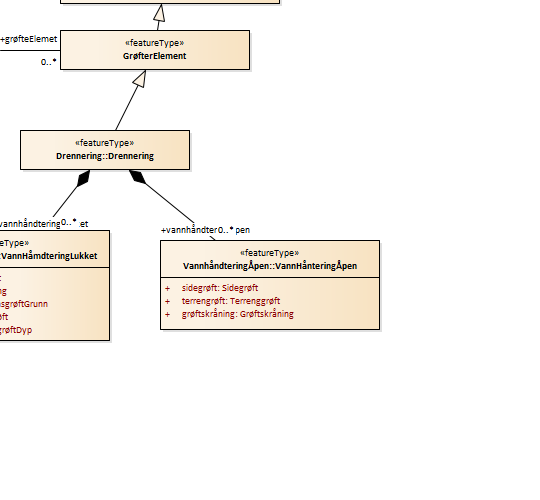 +grøfteElemet
0..*
«featureType»
GrøfterElement
«featureType»
Drennering::Drennering
vannhåndtering0..* et
+vannhåndter0..* pen
eType»
:VannHåmdteringLukket
:
ng
sgrøftGrunn
øft
grøftDyp
«featureType»
VannhåndteringÅpen::VannHånteringÅpen
+ sidegrøft: Sidegrøft
+ terrengrøft: Terrenggrøft
+ grøftskråning: Grøftskråning